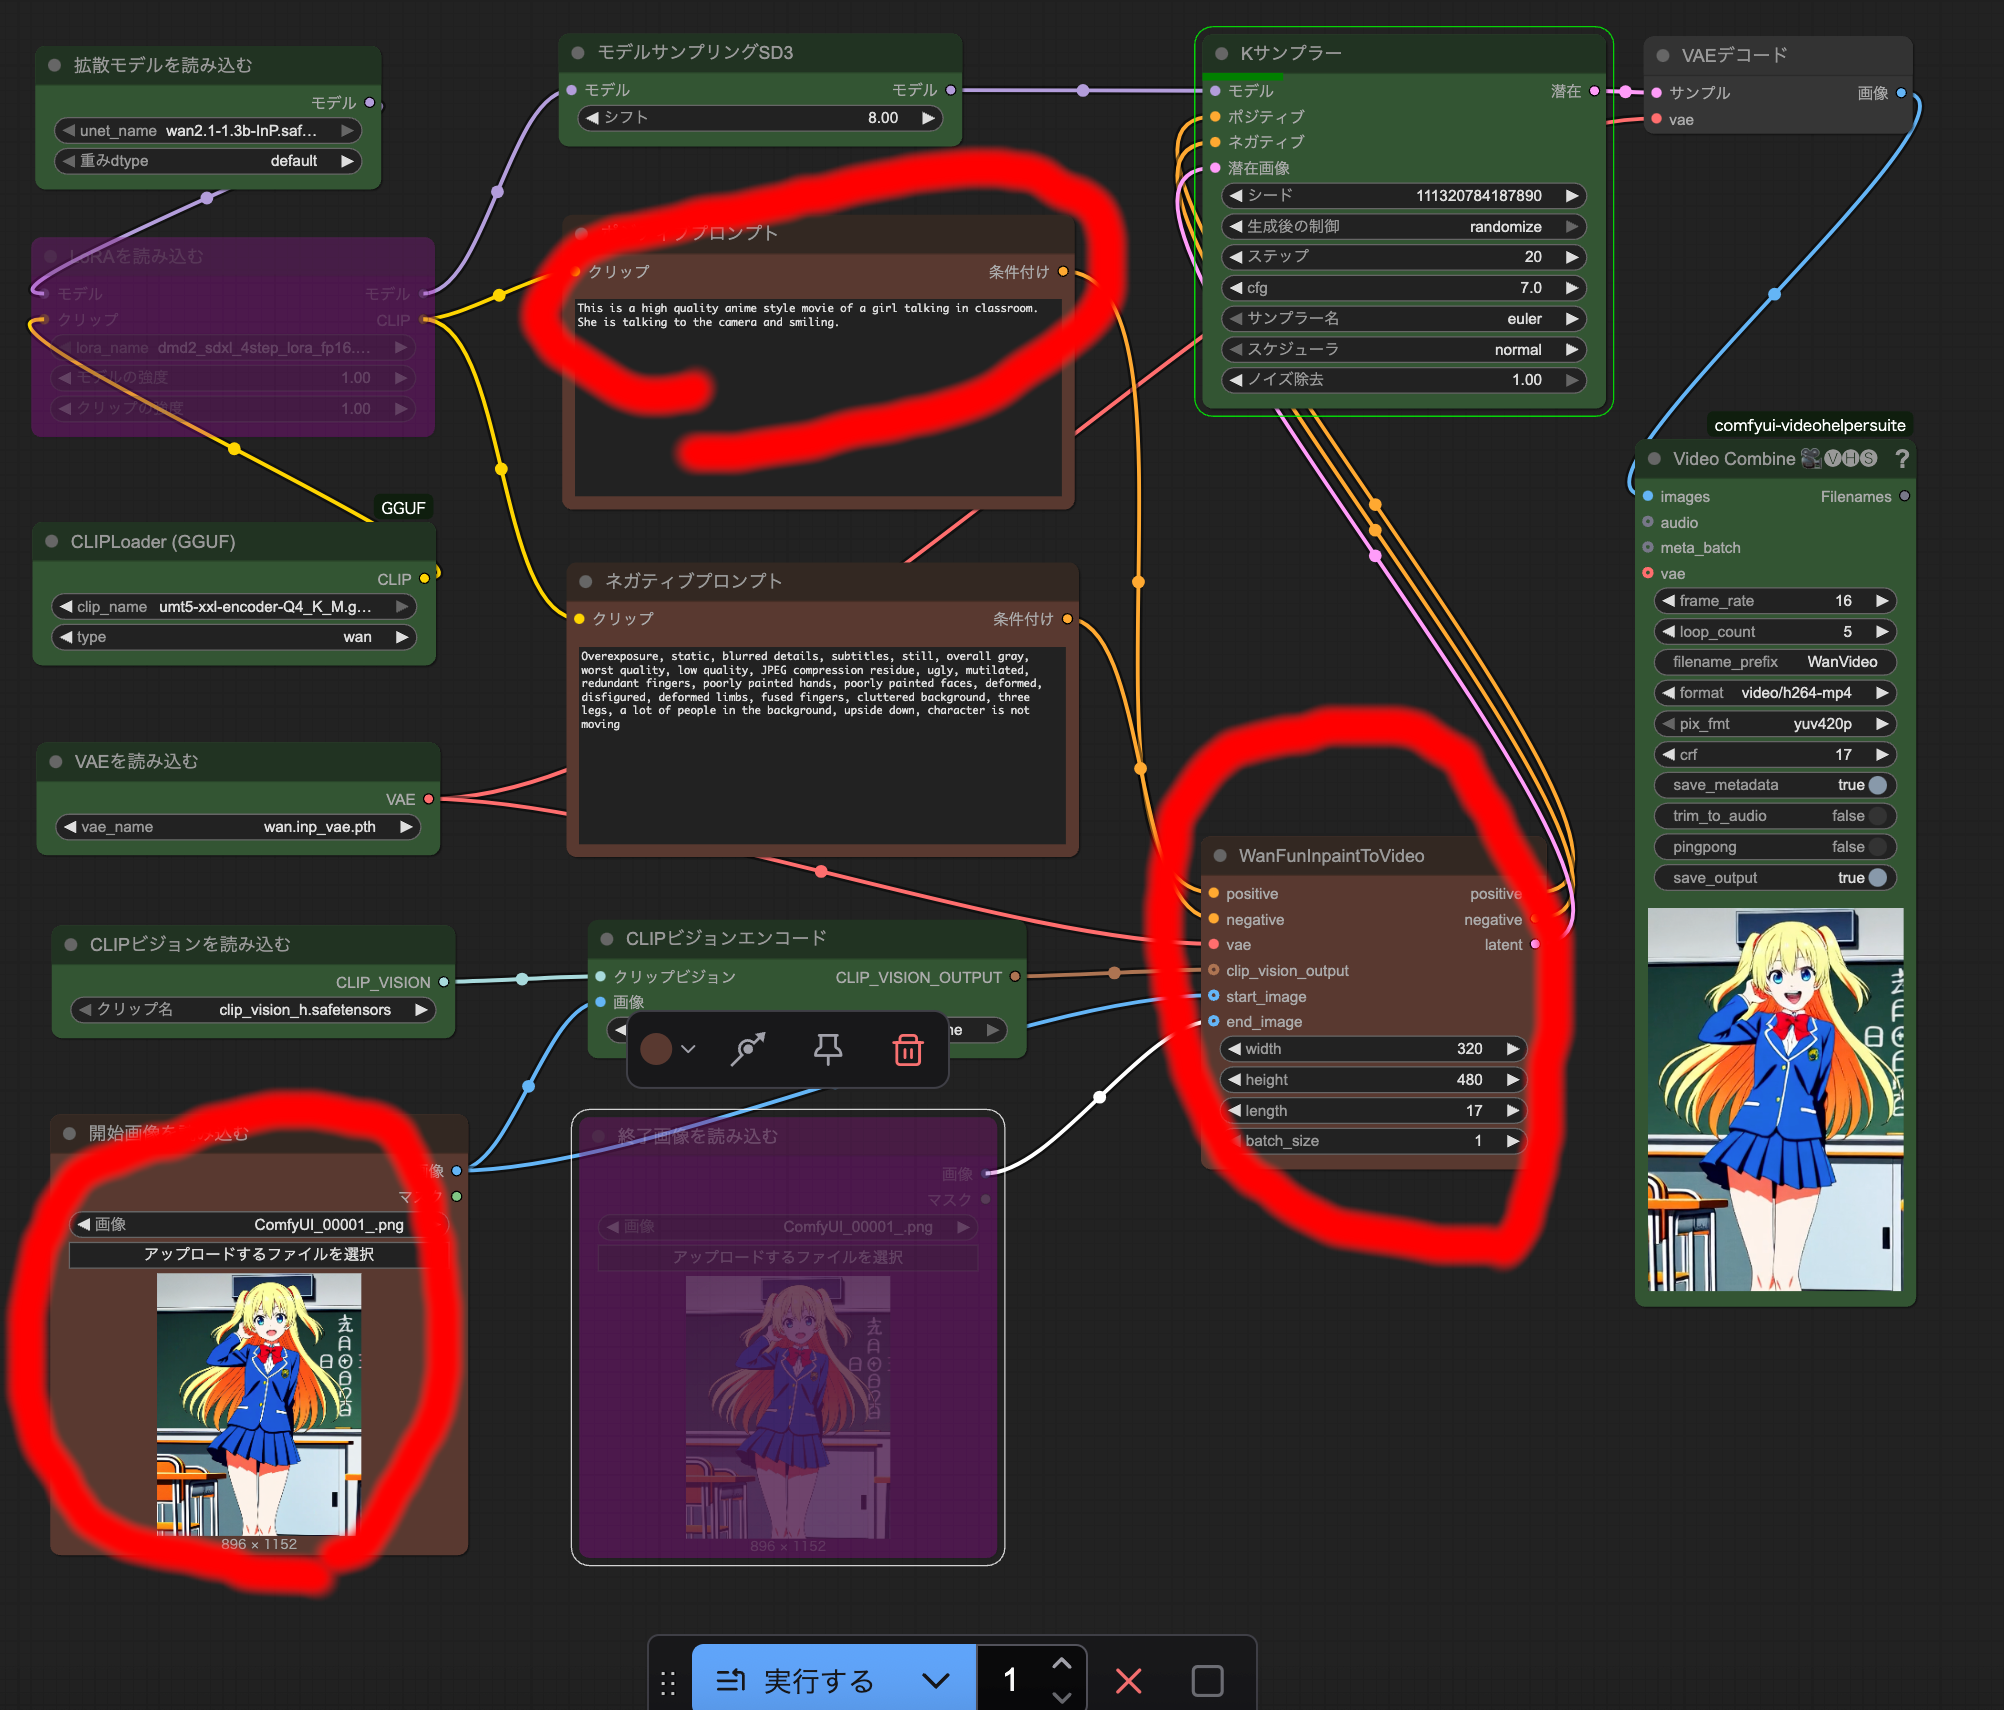 拡散モデルを読み込む
モデル
unet_name wan2.1-1.3b-InP.saf...
重みdtype default
LoRAを読み込む
モデル モデル
クリップ CLIP
lora_name dmd2_sdxl_4step_lora_fp16....
モデルの強度 1.00
クリップの強度 1.00
GGUF
CLIPLoader (GGUF)
CLIP
clip_name umt5-xxl-encoder-Q4_K_M.g...
type wan
VAEを読み込む
VAE
vae_name wan.inp_vae.pth
CLIPビジョンを読み込む
CLIP_VISION
クリップ名 clip_vision_h.safetensors
開始画像を読み込む
画像
マスク
画像 ComfyUI_00001_.png
アップロードするファイルを選択
896 × 1152
モデルサンプリングSD3
モデル モデル
シフト 8.00
プロンプト
クリップ 条件付け
This is a high quality anime style movie of a girl talking in classroom.
She is talking to the camera and smiling.
ネガティブプロンプト
クリップ 条件付け
Overexposure, static, blurred details, subtitles, still, overall gray,
worst quality, low quality, JPEG compression residue, ugly, mutilated,
redundant fingers, poorly painted hands, poorly painted faces, deformed,
disfigured, deformed limbs, fused fingers, cluttered background, three
legs, a lot of people in the background, upside down, character is not
moving
CLIPビジョンエンコード
クリップビジョン CLIP_VISION_OUTPUT
画像
終了画像を読み込む
画像
マスク
画像 ComfyUI_00001_.png
アップロードするファイルを選択
896 × 1152
Kサンプラー
モデル 潜在
ポジティブ
ネガティブ
潜在画像
シード 111320784187890
生成後の制御 randomize
ステップ 20
cfg 7.0
サンプラー名 euler
スケジューラ normal
ノイズ除去 1.00
WanFunInpaintToVideo
positive positive
negative negative
vae latent
clip_vision_output
start_image
end_image
width 320
height 480
length 17
batch_size 1
VAEデコード
サンプル 画像
vae
comfyui-videohelpersuite
Video Combine 🎥🅥🅗🅢 ?
images Filenames
audio
meta_batch
vae
frame_rate 16
loop_count 5
filename_prefix WanVideo
format video/h264-mp4
pix_fmt yuv420p
crf 17
save_metadata true
trim_to_audio false
pingpong false
save_output true
実行する 1